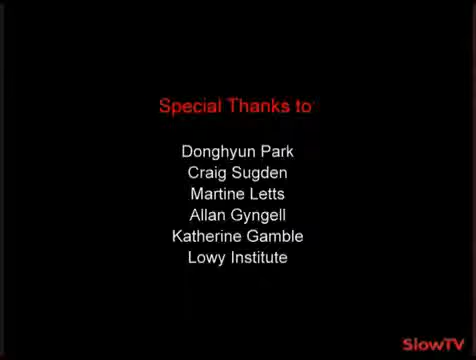 Special Thanks to:
Donghyun Park
Craig Sugden
Martine Letts
Allan Gyngell
Katherine Gamble
Lowy Institute
SlowTV